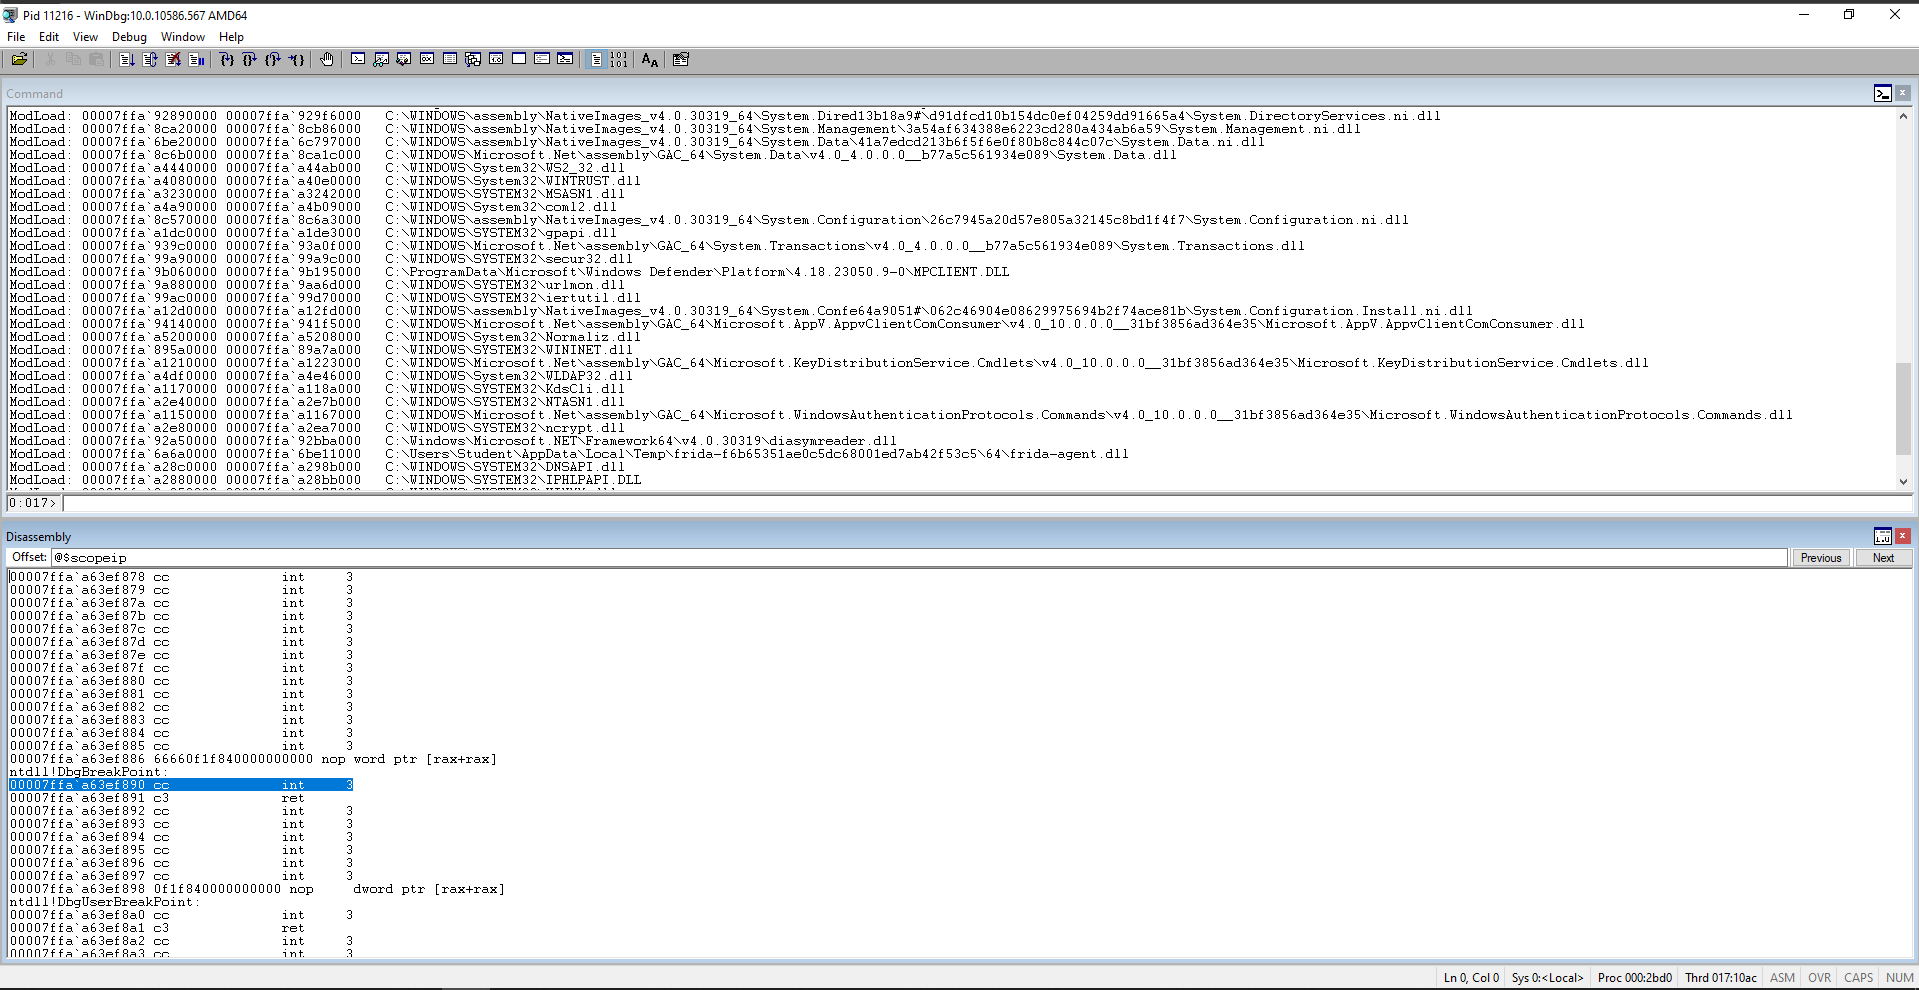 Pid 11216 - WinDbg:10.0.10586.567 AMD64
File Edit View Debug Window Help
Command
ModLoad: 00007ffa`92890000 00007ffa`929f6000 C:\WINDOWS\assembly\NativeImages_v4.0.30319_64\System.Dired13b18a9#\d91dfcd10b154dc0ef04259dd91665a4\System.DirectoryServices.ni.dll
ModLoad: 00007ffa`8ca20000 00007ffa`8cb86000 C:\WINDOWS\assembly\NativeImages_v4.0.30319_64\System.Management\3a54af634388e6223cd280a434ab6a59\System.Management.ni.dll
ModLoad: 00007ffa`6be20000 00007ffa`6c797000 C:\WINDOWS\assembly\NativeImages_v4.0.30319_64\System.Data\41a7edcd213b6f5f6e0f80b8c844c07c\System.Data.ni.dll
ModLoad: 00007ffa`8c6b0000 00007ffa`8ca1c000 C:\WINDOWS\Microsoft.Net\assembly\GAC_64\System.Data\v4.0_4.0.0.0__b77a5c561934e089\System.Data.dll
ModLoad: 00007ffa`a4440000 00007ffa`a44ab000 C:\WINDOWS\System32\WS2_32.dll
ModLoad: 00007ffa`a4080000 00007ffa`a40e0000 C:\WINDOWS\System32\WINTRUST.dll
ModLoad: 00007ffa`a3230000 00007ffa`a3242000 C:\WINDOWS\SYSTEM32\MSASN1.dll
ModLoad: 00007ffa`a4a90000 00007ffa`a4b09000 C:\WINDOWS\System32\coml2.dll
ModLoad: 00007ffa`8c570000 00007ffa`8c6a3000 C:\WINDOWS\assembly\NativeImages_v4.0.30319_64\System.Configuration\26c7945a20d57e805a32145c8bd1f4f7\System.Configuration.ni.dll
ModLoad: 00007ffa`a1dc0000 00007ffa`a1de3000 C:\WINDOWS\SYSTEM32\gpapi.dll
ModLoad: 00007ffa`939c0000 00007ffa`93a0f000 C:\WINDOWS\Microsoft.Net\assembly\GAC_64\System.Transactions\v4.0_4.0.0.0__b77a5c561934e089\System.Transactions.dll
ModLoad: 00007ffa`99a90000 00007ffa`99a9c000 C:\WINDOWS\SYSTEM32\secur32.dll
ModLoad: 00007ffa`9b060000 00007ffa`9b195000 C:\ProgramData\Microsoft\Windows Defender\Platform\4.18.23050.9-0\MPCLIENT.DLL
ModLoad: 00007ffa`9a880000 00007ffa`9aa6d000 C:\WINDOWS\SYSTEM32\urlmon.dll
ModLoad: 00007ffa`99ac0000 00007ffa`99d70000 C:\WINDOWS\SYSTEM32\iertutil.dll
ModLoad: 00007ffa`a12d0000 00007ffa`a12fd000 C:\WINDOWS\assembly\NativeImages_v4.0.30319_64\System.Confe64a9051#\062c46904e08629975694b2f74ace81b\System.Configuration.Install.ni.dll
ModLoad: 00007ffa`94140000 00007ffa`941f5000 C:\WINDOWS\Microsoft.Net\assembly\GAC_64\Microsoft.AppV.AppvClientComConsumer\v4.0_10.0.0.0__31bf3856ad364e35\Microsoft.AppV.AppvClientComConsumer.dll
ModLoad: 00007ffa`a5200000 00007ffa`a5208000 C:\WINDOWS\System32\Normaliz.dll
ModLoad: 00007ffa`895a0000 00007ffa`89a7a000 C:\WINDOWS\SYSTEM32\WININET.dll
ModLoad: 00007ffa`a1210000 00007ffa`a1223000 C:\WINDOWS\Microsoft.Net\assembly\GAC_64\Microsoft.KeyDistributionService.Cmdlets\v4.0_10.0.0.0__31bf3856ad364e35\Microsoft.KeyDistributionService.Cmdlets.dll
ModLoad: 00007ffa`a4df0000 00007ffa`a4e46000 C:\WINDOWS\System32\WLDAP32.dll
ModLoad: 00007ffa`a1170000 00007ffa`a118a000 C:\WINDOWS\SYSTEM32\KdsCli.dll
ModLoad: 00007ffa`a2e40000 00007ffa`a2e7b000 C:\WINDOWS\SYSTEM32\NTASN1.dll
ModLoad: 00007ffa`a1150000 00007ffa`a1167000 C:\WINDOWS\Microsoft.Net\assembly\GAC_64\Microsoft.WindowsAuthenticationProtocols.Commands\v4.0_10.0.0.0__31bf3856ad364e35\Microsoft.WindowsAuthenticationProtocols.Commands.dll
ModLoad: 00007ffa`a2e80000 00007ffa`a2ea7000 C:\WINDOWS\SYSTEM32\ncrypt.dll
ModLoad: 00007ffa`92a50000 00007ffa`92bba000 C:\Windows\Microsoft.NET\Framework64\v4.0.30319\diasymreader.dll
ModLoad: 00007ffa`6a6a0000 00007ffa`6be11000 C:\Users\Student\AppData\Local\Temp\frida-f6b65351ae0c5dc68001ed7ab42f53c5\64\frida-agent.dll
ModLoad: 00007ffa`a28c0000 00007ffa`a298b000 C:\WINDOWS\SYSTEM32\DNSAPI.dll
ModLoad: 00007ffa`a2880000 00007ffa`a28bb000 C:\WINDOWS\SYSTEM32\IPHLPAPI.DLL
0:017>
Disassembly
Offset: @$scopeip Previous Next
00007ffa`a63ef878 cc int 3
00007ffa`a63ef879 cc int 3
00007ffa`a63ef87a cc int 3
00007ffa`a63ef87b cc int 3
00007ffa`a63ef87c cc int 3
00007ffa`a63ef87d cc int 3
00007ffa`a63ef87e cc int 3
00007ffa`a63ef87f cc int 3
00007ffa`a63ef880 cc int 3
00007ffa`a63ef881 cc int 3
00007ffa`a63ef882 cc int 3
00007ffa`a63ef883 cc int 3
00007ffa`a63ef884 cc int 3
00007ffa`a63ef885 cc int 3
00007ffa`a63ef886 66660f1f840000000000 nop word ptr [rax+rax]
ntdll!DbgBreakPoint:
00007ffa`a63ef890 cc int 3
00007ffa`a63ef891 c3 ret
00007ffa`a63ef892 cc int 3
00007ffa`a63ef893 cc int 3
00007ffa`a63ef894 cc int 3
00007ffa`a63ef895 cc int 3
00007ffa`a63ef896 cc int 3
00007ffa`a63ef897 cc int 3
00007ffa`a63ef898 0f1f840000000000 nop dword ptr [rax+rax]
ntdll!DbgUserBreakPoint:
00007ffa`a63ef8a0 cc int 3
00007ffa`a63ef8a1 c3 ret
00007ffa`a63ef8a2 cc int 3
00007ffa`a63ef8a3 cc int 3
Ln 0, Col 0 Sys 0:<Local> Proc 000:2bd0 Thrd 017:10ac ASM OVR CAPS NUM